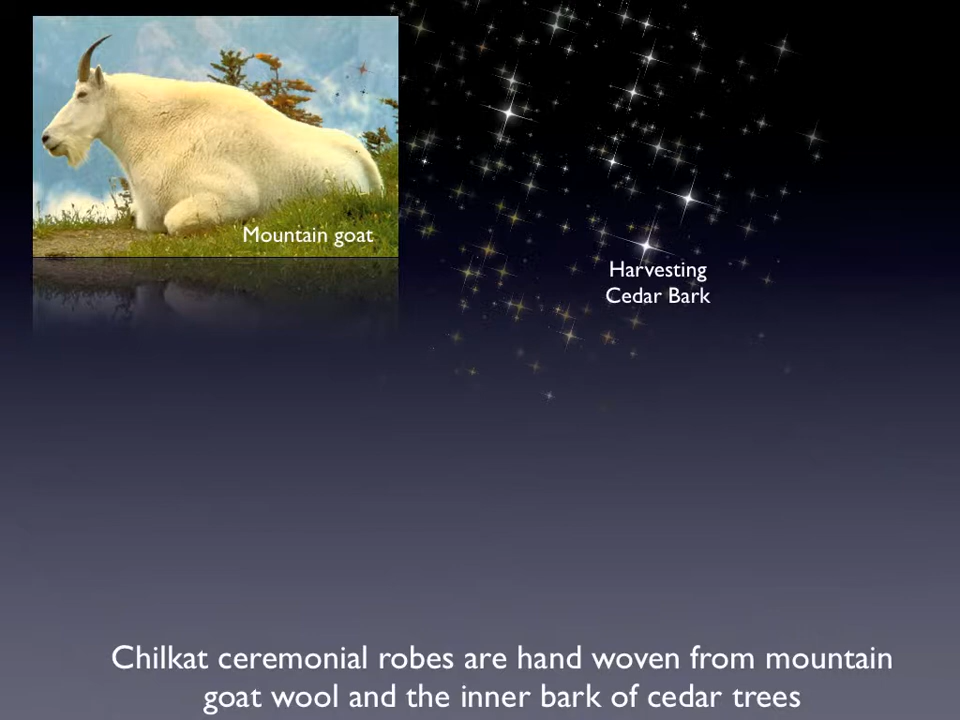 Mountain goat
Harvesting
Cedar Bark
Chilkat ceremonial robes are hand woven from mountain
goat wool and the inner bark of cedar trees